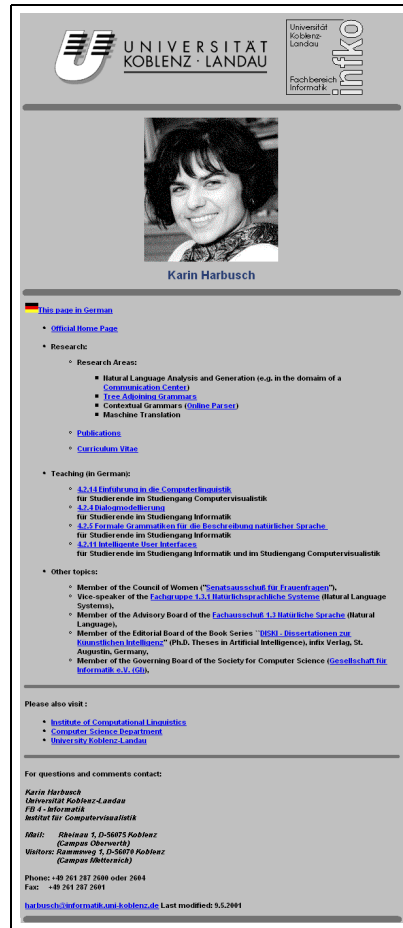 UNIVERSITÄT
KOBLENZ · LANDAU
Universität
Koblenz-
Landau
Fachbereich
Informatik
infko
Karin Harbusch
This page in German
Official Home Page
Research:
Research Areas:
Natural Language Analysis and Generation (e.g. in the domaim of a
Communication Center)
Tree Adjoining Grammars
Contextual Grammars (Online Parser)
Maschine Translation
Publications
Curriculum Vitae
Teaching (in German):
4.2.14 Einführung in die Computerlinguistik
für Studierende im Studiengang Computervisualistik
4.2.4 Dialogmodellierung
für Studierende im Studiengang Informatik
4.2.5 Formale Grammatiken für die Beschreibung natürlicher Sprache
für Studierende im Studiengang Informatik
4.2.11 Intelligente User Interfaces
für Studierende im Studiengang Informatik und im Studiengang Computervisualistik
Other topics:
Member of the Council of Women ("Senatsausschuß für Frauenfragen"),
Vice-speaker of the Fachgruppe 1.3.1 Natürlichsprachliche Systeme (Natural Language
Systems),
Member of the Advisory Board of the Fachausschuß 1.3 Natürliche Sprache (Natural
Language),
Member of the Editorial Board of the Book Series ``DISKI - Dissertationen zur
Küunstlichen Intelligenz" (Ph.D. Theses in Artificial Intelligence), infix Verlag, St.
Augustin, Germany,
Member of the Governing Board of the Society for Computer Science (Gesellschaft für
Informatik e.V. (GI)),
Please also visit :
Institute of Computational Linguistics
Computer Science Department
University Koblenz-Landau
For questions and comments contact:
Karin Harbusch
Universität Koblenz-Landau
FB 4 - Informatik
Institut für Computervisualistik
Mail: Rheinau 1, D-56075 Koblenz
(Campus Oberwerth)
Visitors: Rammsweg 1, D-56070 Koblenz
(Campus Metternich)
Phone: +49 261 287 2600 oder 2604
Fax: +49 261 287 2601
harbusch@informatik.uni-koblenz.de Last modified: 9.5.2001